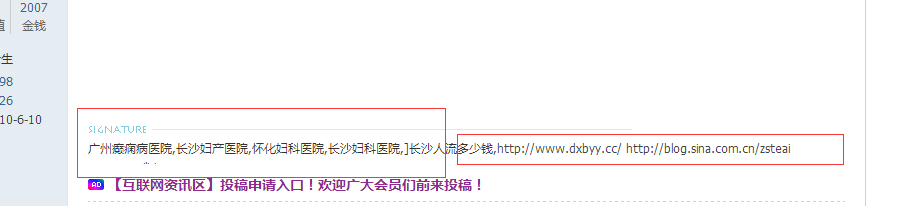 2007
值 金钱
生
98
26
10-6-10
SIGNATURE
广州癫痫病医院,长沙妇产医院,怀化妇科医院,长沙妇科医院,]长沙人流多少钱,http://www.dxbyy.cc/ http://blog.sina.com.cn/zsteai
AD 【互联网资讯区】投稿申请入口！欢迎广大会员们前来投稿！